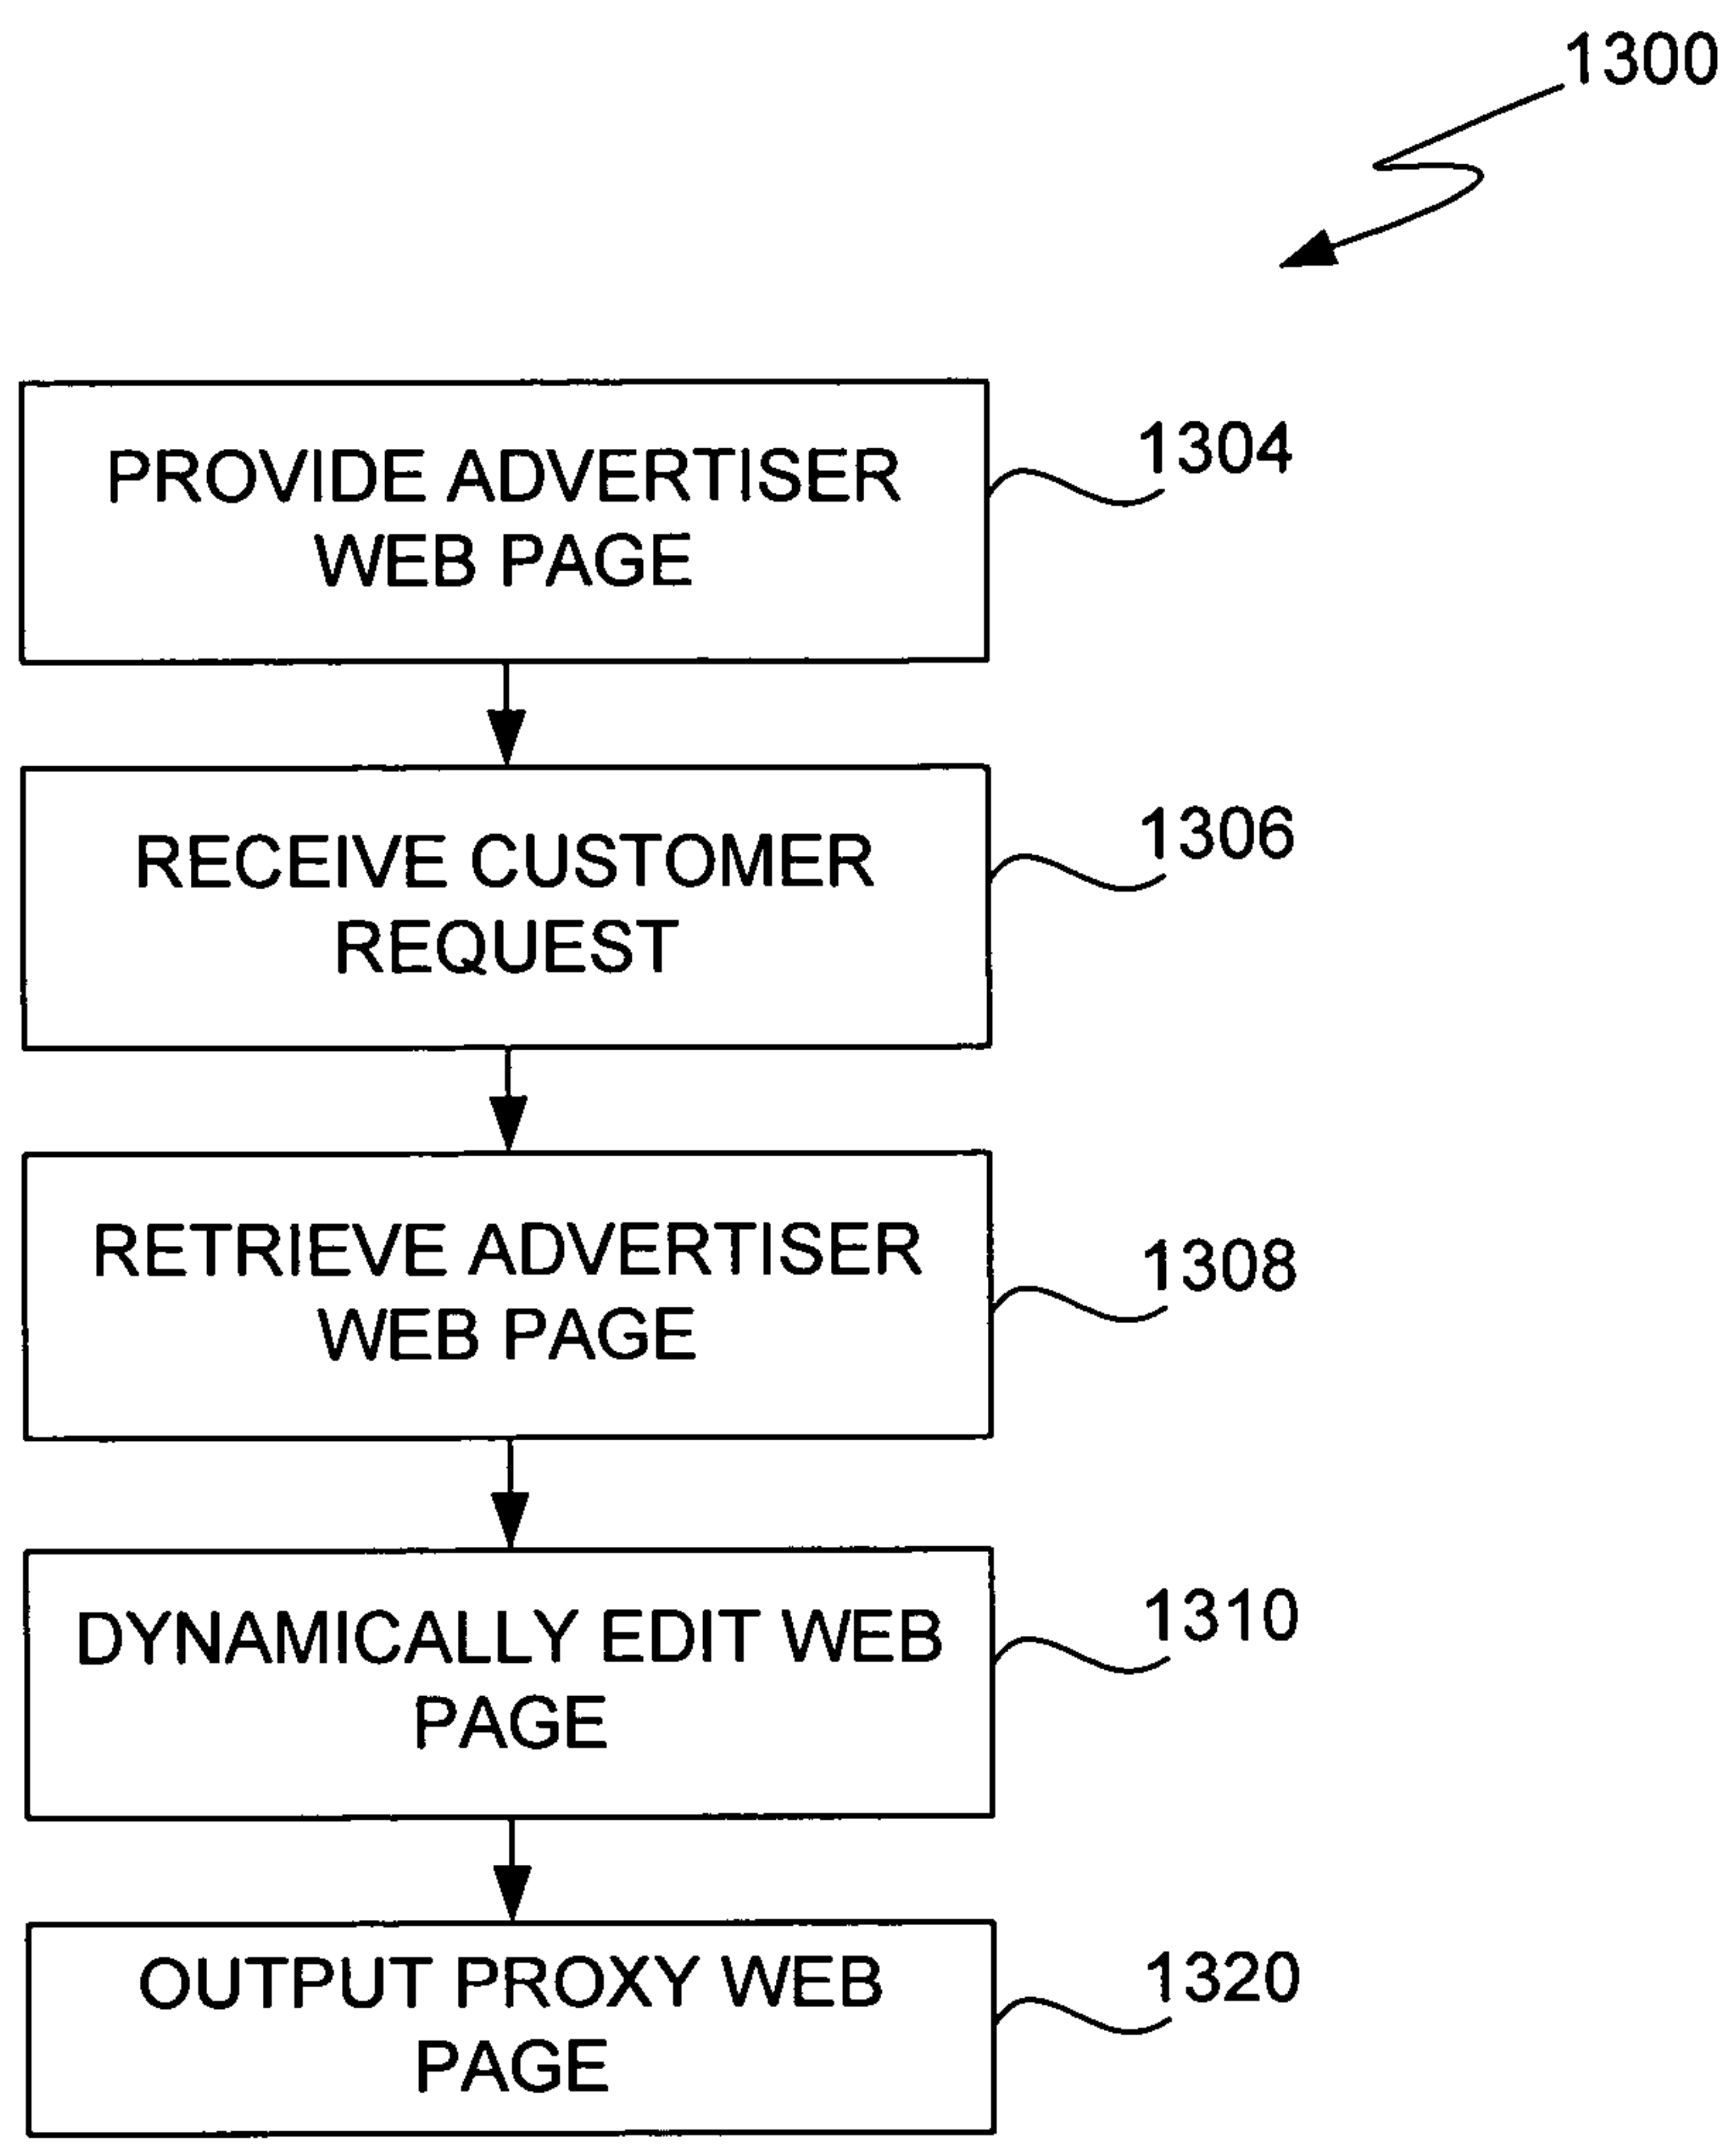 1300
PROVIDE ADVERTISER
WEB PAGE
1304
RECEIVE CUSTOMER
REQUEST
1306
RETRIEVE ADVERTISER
WEB PAGE
1308
DYNAMICALLY EDIT WEB
PAGE
1310
OUTPUT PROXY WEB
PAGE
1320